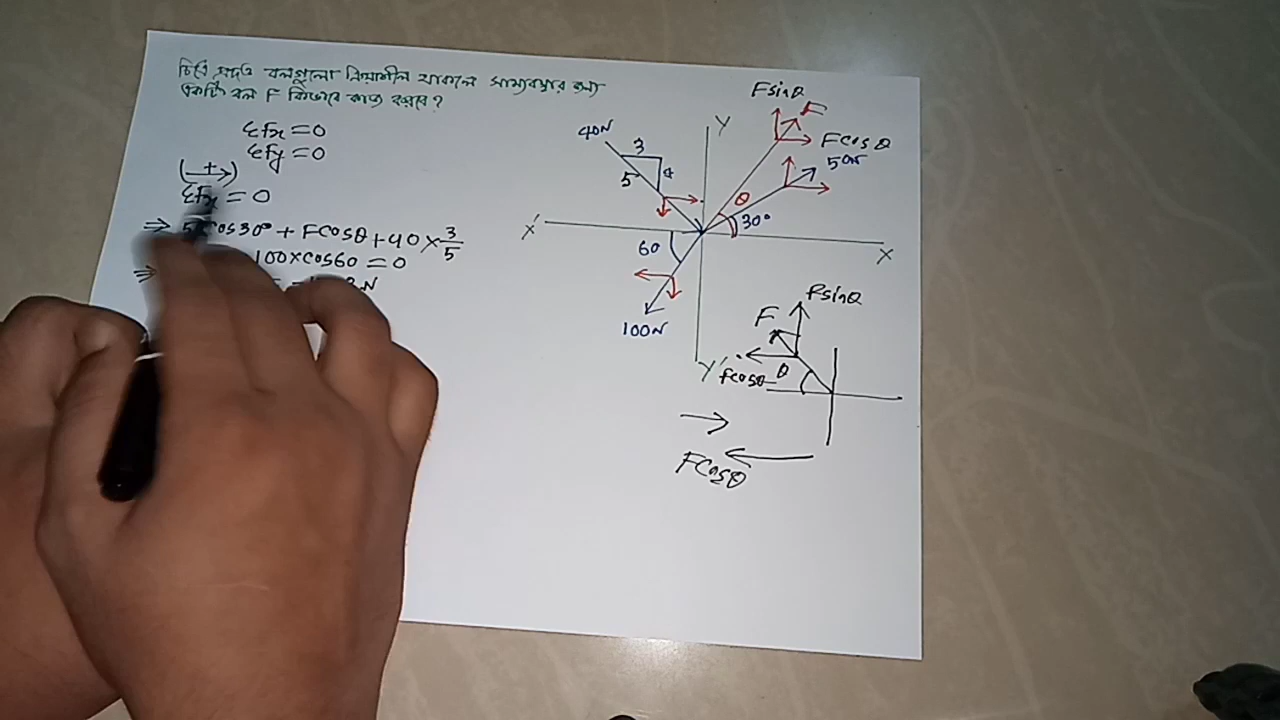 চিত্রে প্রদত্ত বলগুলো ক্রিয়াশীল থাকলে সাম্যবস্থার জন্য
একটি বল F কিভাবে কাজ করবে?
ΣFx = 0
ΣFy = 0
(+→)
ΣFx = 0
⇒ cos30° + Fcosθ + 40 × 3/5
100×cos60 = 0
⇒ N
Fsinθ
F
Fcosθ
50N
Y
40N
3
4
5
θ
30°
X'
X
60
100N
Y'
Fsinθ
F
fcosθ
θ
Fcosθ